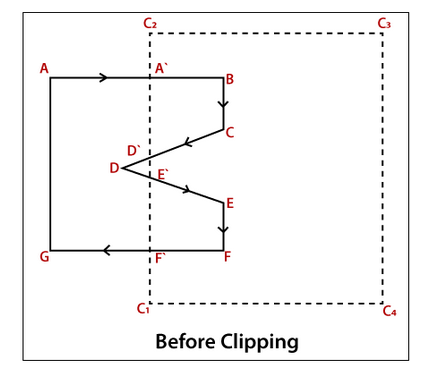 C₂ C₃
A A` B
C
D`
D E`
E
G F` F
C₁ C₄
Before Clipping